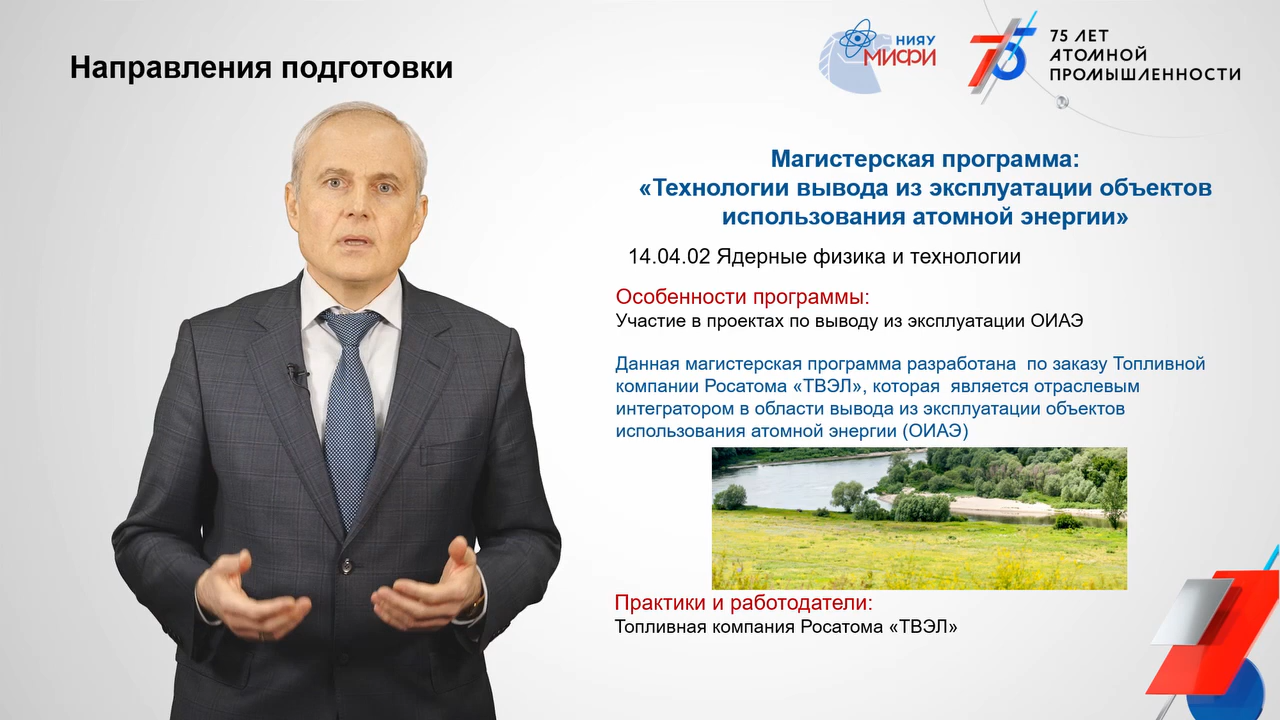 Направления подготовки
НИЯУ
МИФИ
75
75 ЛЕТ
АТОМНОЙ
ПРОМЫШЛЕННОСТИ
Магистерская программа:
«Технологии вывода из эксплуатации объектов
использования атомной энергии»
14.04.02 Ядерные физика и технологии
Особенности программы:
Участие в проектах по выводу из эксплуатации ОИАЭ
Данная магистерская программа разработана по заказу Топливной
компании Росатома «ТВЭЛ», которая является отраслевым
интегратором в области вывода из эксплуатации объектов
использования атомной энергии (ОИАЭ)
Практики и работодатели:
Топливная компания Росатома «ТВЭЛ»